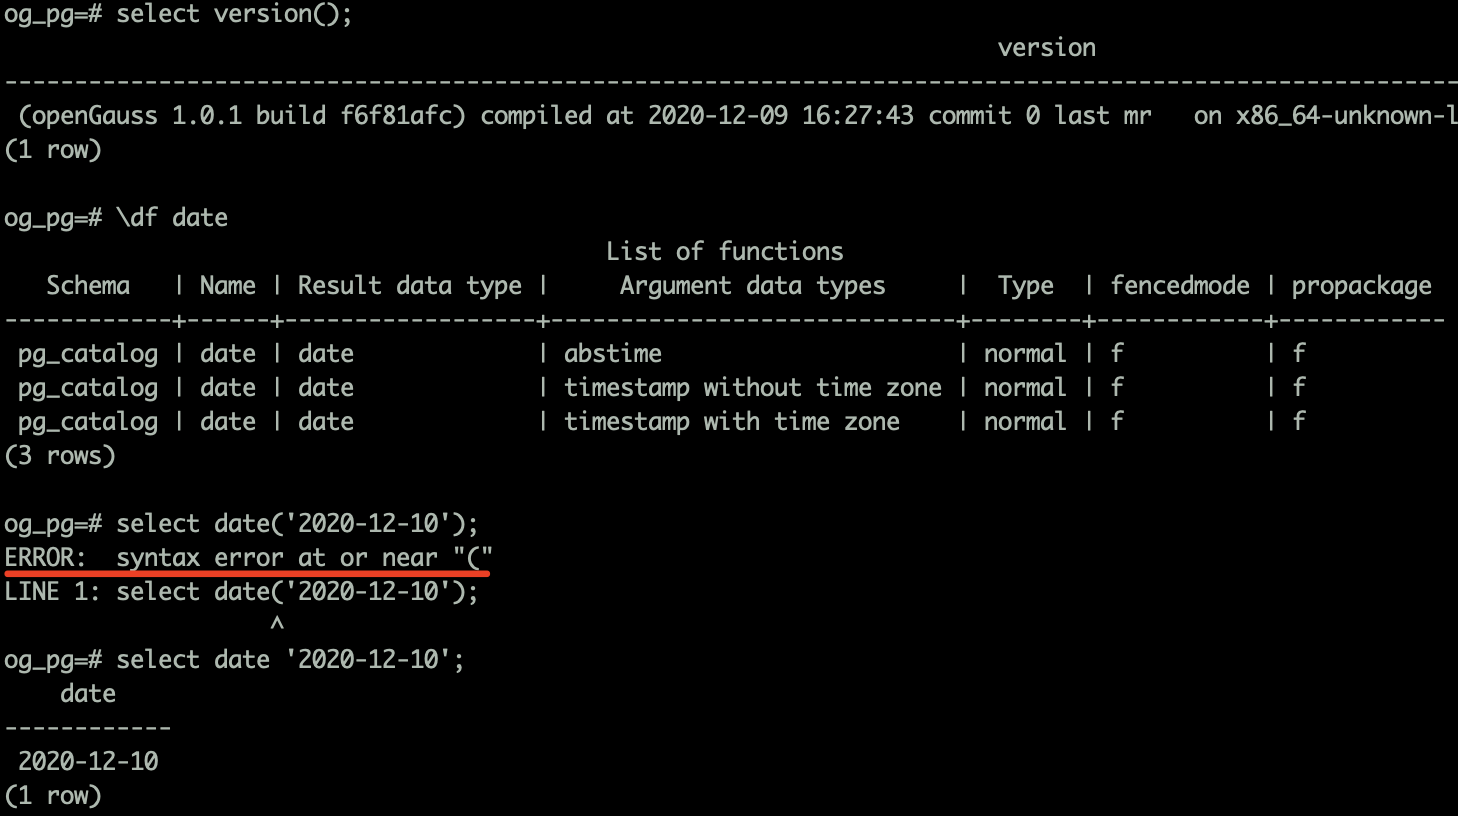 og_pg=# select version();
version
--------------------------------------------------------------------------------------------------------
(openGauss 1.0.1 build f6f81afc) compiled at 2020-12-09 16:27:43 commit 0 last mr   on x86_64-unknown-l
(1 row)
og_pg=# \df date
List of functions
Schema   | Name | Result data type |     Argument data types     |  Type  | fencedmode | propackage
------------+------+------------------+-----------------------------+--------+------------+------------
pg_catalog | date | date             | abstime                     | normal | f          | f
pg_catalog | date | date             | timestamp without time zone | normal | f          | f
pg_catalog | date | date             | timestamp with time zone    | normal | f          | f
(3 rows)
og_pg=# select date('2020-12-10');
ERROR:  syntax error at or near "("
LINE 1: select date('2020-12-10');
^
og_pg=# select date '2020-12-10';
date
------------
2020-12-10
(1 row)